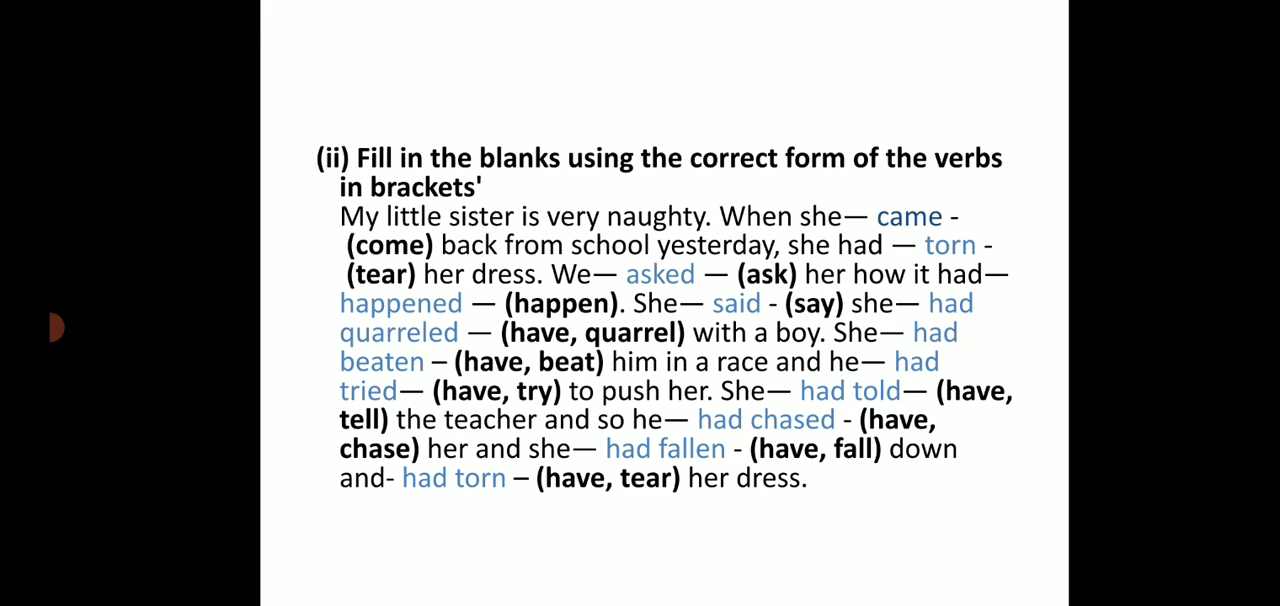 (ii) Fill in the blanks using the correct form of the verbs
in brackets'
My little sister is very naughty. When she— came -
(come) back from school yesterday, she had — torn -
(tear) her dress. We— asked — (ask) her how it had—
happened — (happen). She— said - (say) she— had
quarreled — (have, quarrel) with a boy. She— had
beaten – (have, beat) him in a race and he— had
tried— (have, try) to push her. She— had told— (have,
tell) the teacher and so he— had chased - (have,
chase) her and she— had fallen - (have, fall) down
and- had torn – (have, tear) her dress.